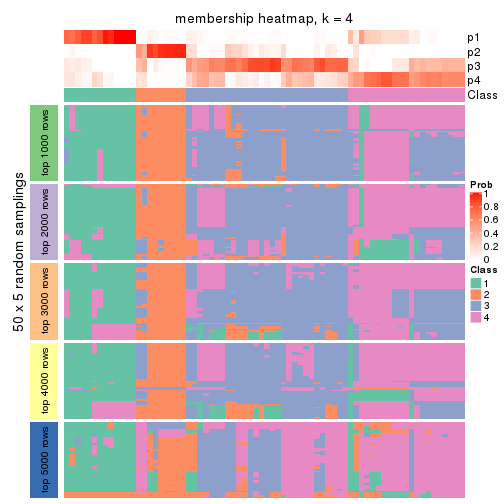 membership heatmap, k = 4
p1
p2
p3
p4
Class
50 x 5 random samplings
top 1000 rows
top 2000 rows
top 3000 rows
top 4000 rows
top 5000 rows
Prob
1
0.8
0.6
0.4
0.2
0
Class
1
2
3
4